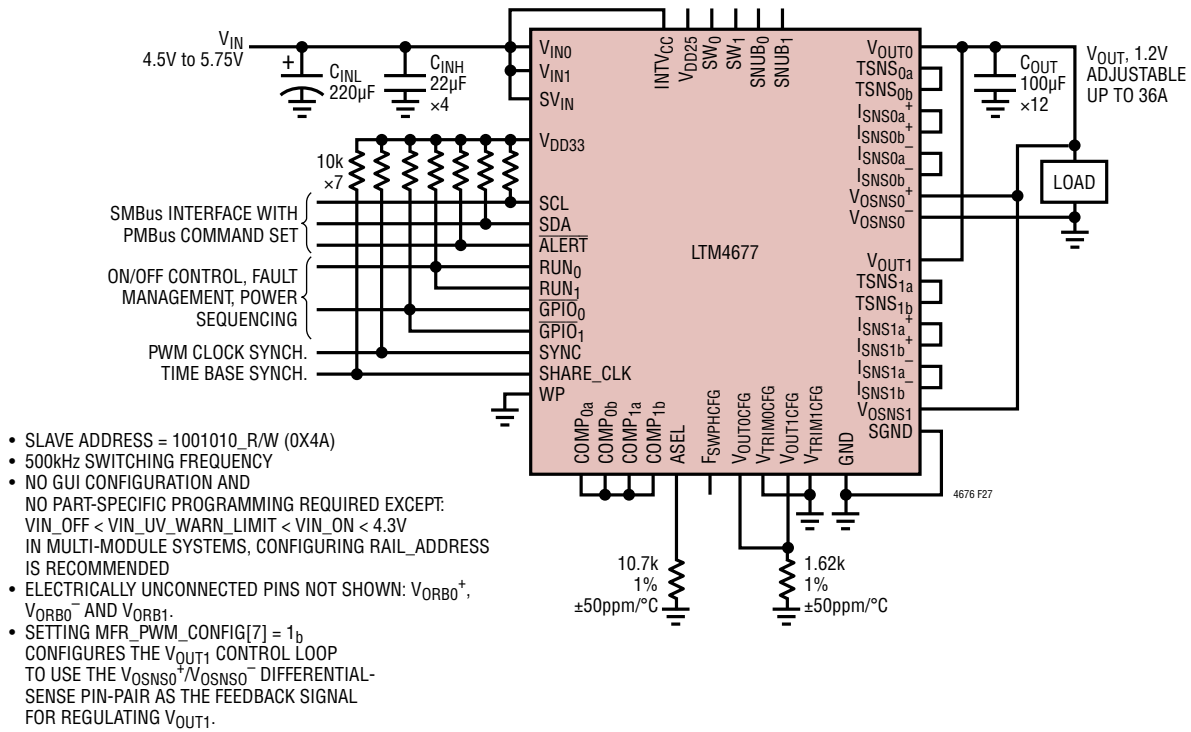 VIN
4.5V to 5.75V
+
CINL
220µF
CINH
22µF
×4
10k
×7
SMBus INTERFACE WITH
PMBus COMMAND SET
ON/OFF CONTROL, FAULT
MANAGEMENT, POWER
SEQUENCING
PWM CLOCK SYNCH.
TIME BASE SYNCH.
INTVCC
VDD25
SW0
SW1
SNUB0
SNUB1
VIN0
VIN1
SVIN
VDD33
SCL
SDA
ALERT
RUN0
RUN1
GPIO0
GPIO1
SYNC
SHARE_CLK
WP
LTM4677
VOUT0
TSNS0a
TSNS0b
ISNS0a+
ISNS0b+
ISNS0a–
ISNS0b–
VOSNS0+
VOSNS0–
VOUT1
TSNS1a
TSNS1b
ISNS1a+
ISNS1b+
ISNS1a–
ISNS1b–
VOSNS1
SGND
COMP0a
COMP0b
COMP1a
COMP1b
ASEL
FSWPHCFG
VOUT0CFG
VTRIM0CFG
VOUT1CFG
VTRIM1CFG
GND
COUT
100µF
×12
VOUT, 1.2V
ADJUSTABLE
UP TO 36A
LOAD
4676 F27
10.7k
1%
±50ppm/°C
1.62k
1%
±50ppm/°C
• SLAVE ADDRESS = 1001010_R/W (0X4A)
• 500kHz SWITCHING FREQUENCY
• NO GUI CONFIGURATION AND
NO PART-SPECIFIC PROGRAMMING REQUIRED EXCEPT:
VIN_OFF < VIN_UV_WARN_LIMIT < VIN_ON < 4.3V
IN MULTI-MODULE SYSTEMS, CONFIGURING RAIL_ADDRESS
IS RECOMMENDED
• ELECTRICALLY UNCONNECTED PINS NOT SHOWN: VORB0+,
VORB0– AND VORB1.
• SETTING MFR_PWM_CONFIG[7] = 1b
CONFIGURES THE VOUT1 CONTROL LOOP
TO USE THE VOSNS0+/VOSNS0– DIFFERENTIAL-
SENSE PIN-PAIR AS THE FEEDBACK SIGNAL
FOR REGULATING VOUT1.